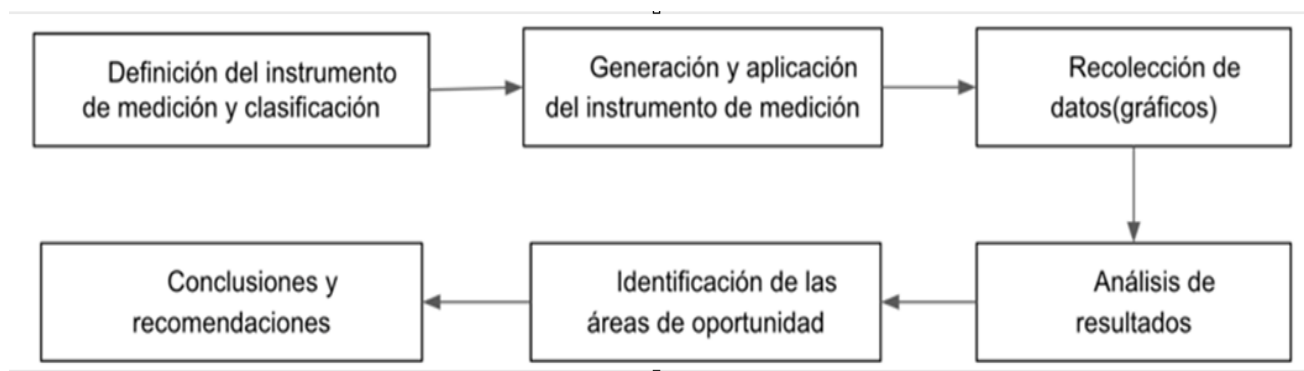 Definición del instrumento
de medición y clasificación
Generación y aplicación
del instrumento de medición
Recolección de
datos(gráficos)
Análisis de
resultados
Identificación de las
áreas de oportunidad
Conclusiones y
recomendaciones